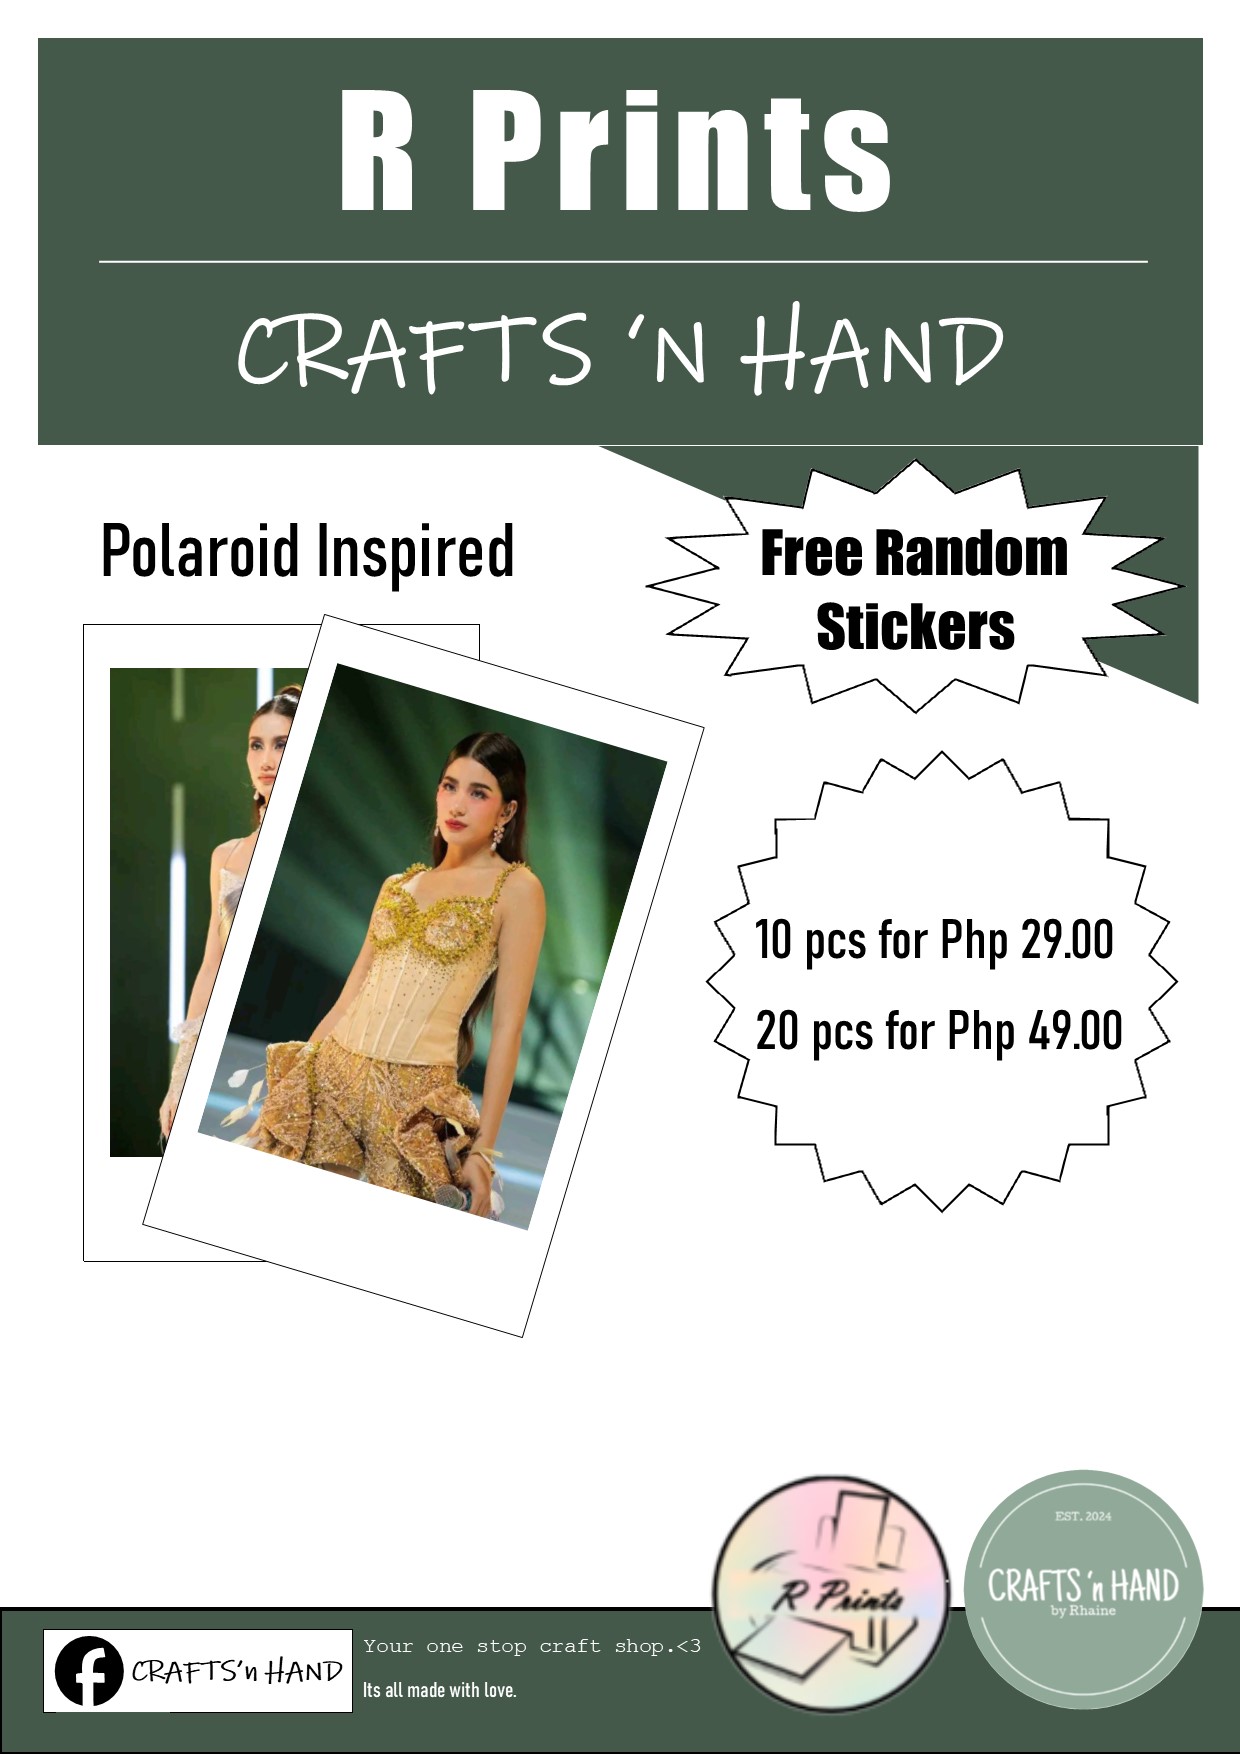 R Prints
CRAFTS 'N HAND
Polaroid Inspired
Free Random
Stickers
10 pcs for Php 29.00
20 pcs for Php 49.00
EST. 2024
R Prints
CRAFTS 'n HAND
by Rhaine
CRAFTS'n HAND
Your one stop craft shop.<3
Its all made with love.